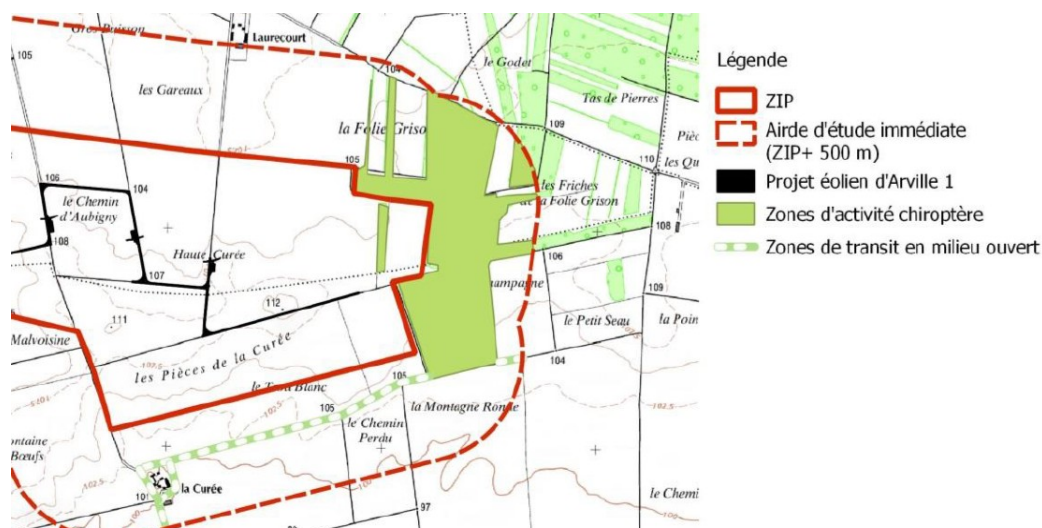 Laurecourt
105
104
le Godet
les Gareaux
Tas de Pierres
109
la Folie Griso
105
110
les Qu
106
104
le Chemin
d'Aubigny
les Friches
de la Folie Grison
108
108
Haute Curée
107
106
112
109
111
Malvoisine
le Petit Seau
la Poin
les Pièces de la Curée
104
105
la Montagne Ronde
le Chemin
Perdu
la Curée
101
100
le Chemi
97
Légende
ZIP
Airde d'étude immédiate
(ZIP+ 500 m)
Projet éolien d'Arville 1
Zones d'activité chiroptère
Zones de transit en milieu ouvert